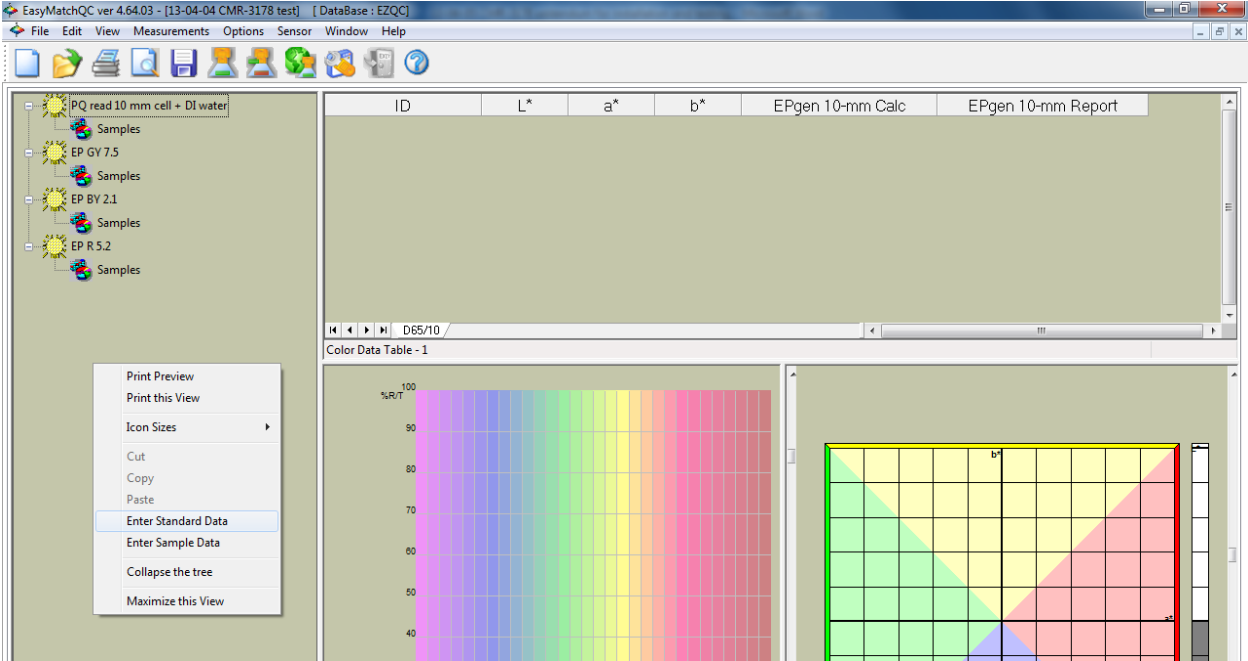 EasyMatchQC ver 4.64.03 - [13-04-04 CMR-3178 test] [ DataBase : EZQC]
File Edit View Measurements Options Sensor Window Help
PQ read 10 mm cell + DI water
Samples
EP GY 7.5
Samples
EP BY 2.1
Samples
EP R 5.2
Samples
ID L* a* b* EPgen 10-mm Calc EPgen 10-mm Report
D65/10
Color Data Table - 1
Print Preview
Print this View
Icon Sizes
Cut
Copy
Paste
Enter Standard Data
Enter Sample Data
Collapse the tree
Maximize this View
%R/T
100
90
80
70
60
50
40
b*
a*